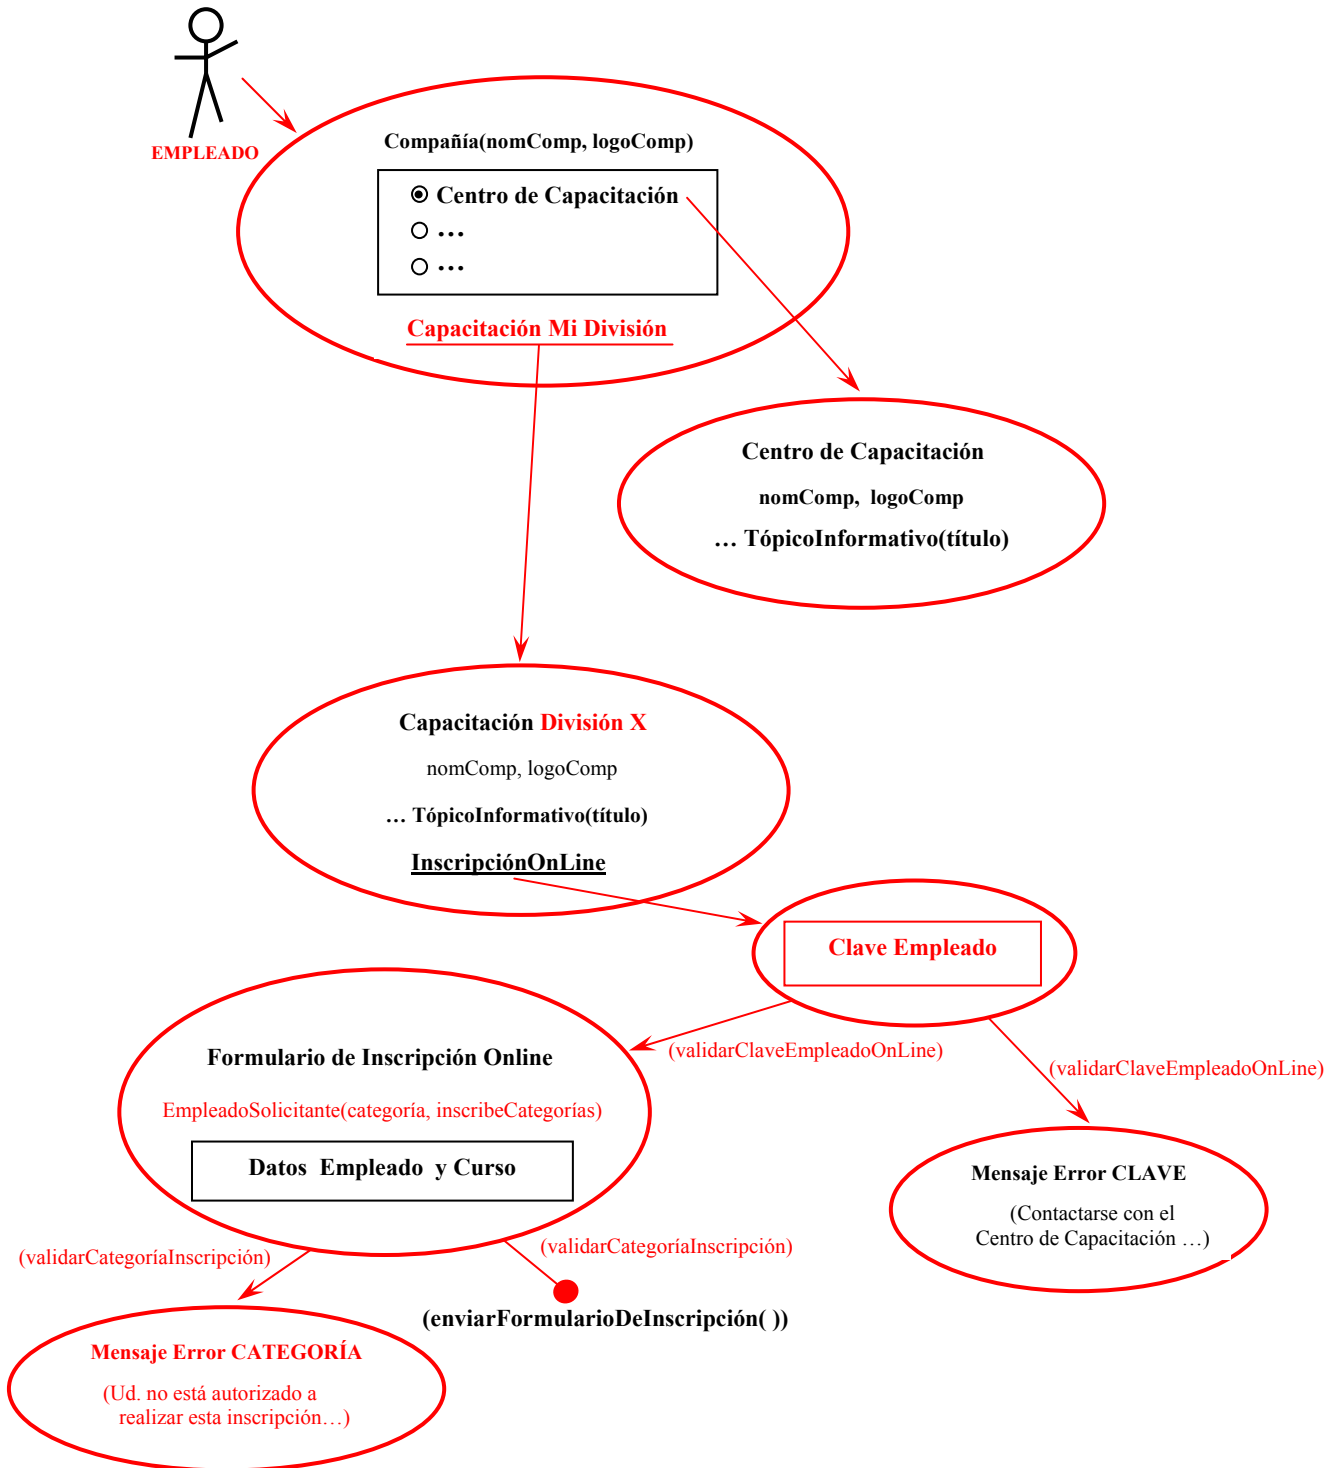 EMPLEADO
Compañía(nomComp, logoComp)
Centro de Capacitación
…
…
Capacitación Mi División
Centro de Capacitación
nomComp, logoComp
… TópicoInformativo(título)
Capacitación División X
nomComp, logoComp
… TópicoInformativo(título)
InscripciónOnLine
Clave Empleado
(validarClaveEmpleadoOnLine)
(validarClaveEmpleadoOnLine)
Formulario de Inscripción Online
EmpleadoSolicitante(categoría, inscribeCategorías)
Datos Empleado y Curso
Mensaje Error CLAVE
(Contactarse con el
Centro de Capacitación …)
(validarCategoríaInscripción)
(validarCategoríaInscripción)
(enviarFormularioDeInscripción( ))
Mensaje Error CATEGORÍA
(Ud. no está autorizado a
realizar esta inscripción…)